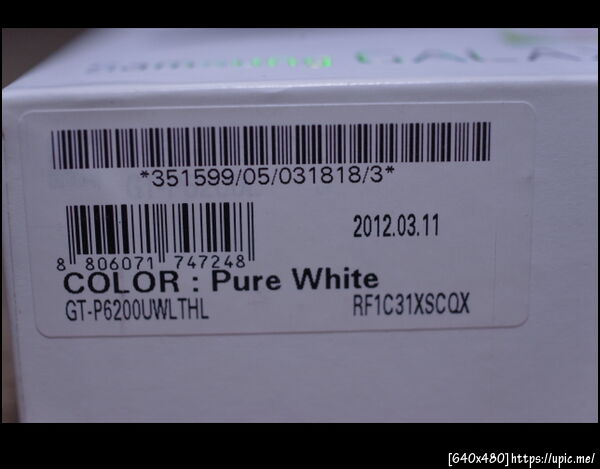 GALA
*351599/05/031818/3*
2012.03.11
8 806071 747248
COLOR : Pure White
GT-P6200UWLTHL
RF1C31XSCQX
[640x480]https://upic.me/